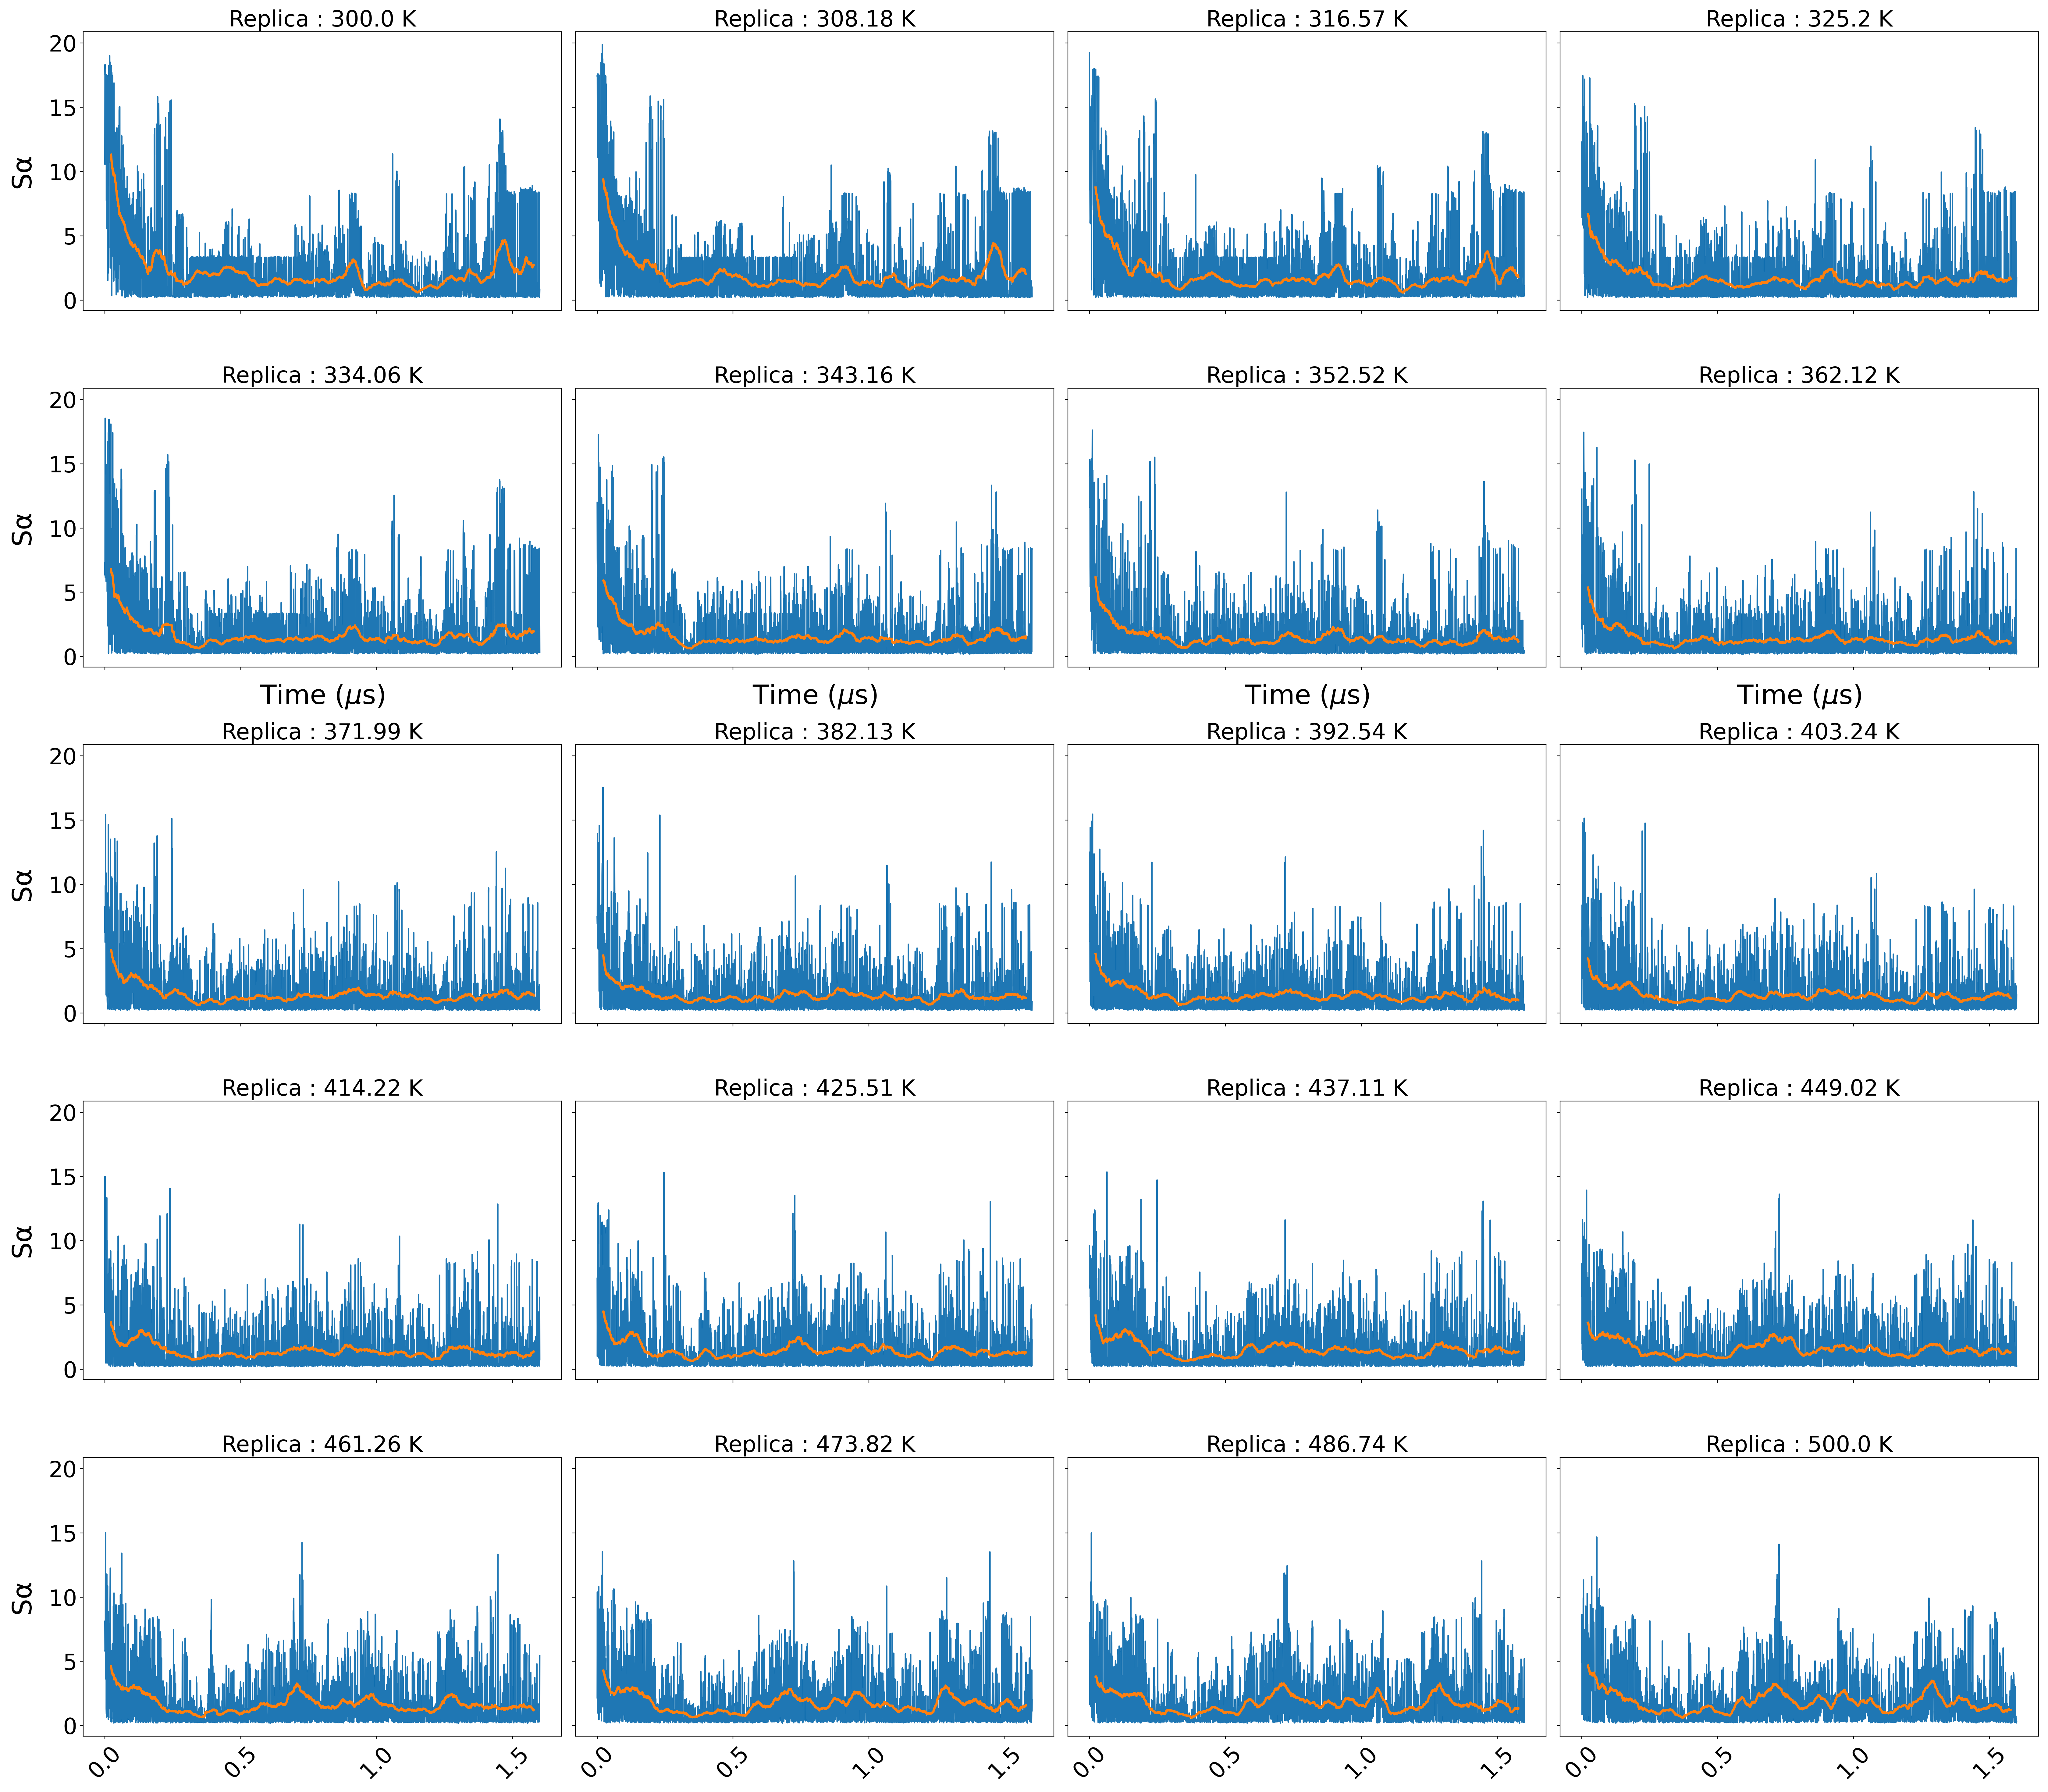 Replica : 300.0 K
Replica : 308.18 K
Replica : 316.57 K
Replica : 325.2 K
Sα
20
15
10
5
0
Replica : 334.06 K
Replica : 343.16 K
Replica : 352.52 K
Replica : 362.12 K
Sα
20
15
10
5
0
Time (μs)
Time (μs)
Time (μs)
Time (μs)
Replica : 371.99 K
Replica : 382.13 K
Replica : 392.54 K
Replica : 403.24 K
Sα
20
15
10
5
0
Replica : 414.22 K
Replica : 425.51 K
Replica : 437.11 K
Replica : 449.02 K
Sα
20
15
10
5
0
Replica : 461.26 K
Replica : 473.82 K
Replica : 486.74 K
Replica : 500.0 K
Sα
20
15
10
5
0
0.0 0.5 1.0 1.5
0.0 0.5 1.0 1.5
0.0 0.5 1.0 1.5
0.0 0.5 1.0 1.5